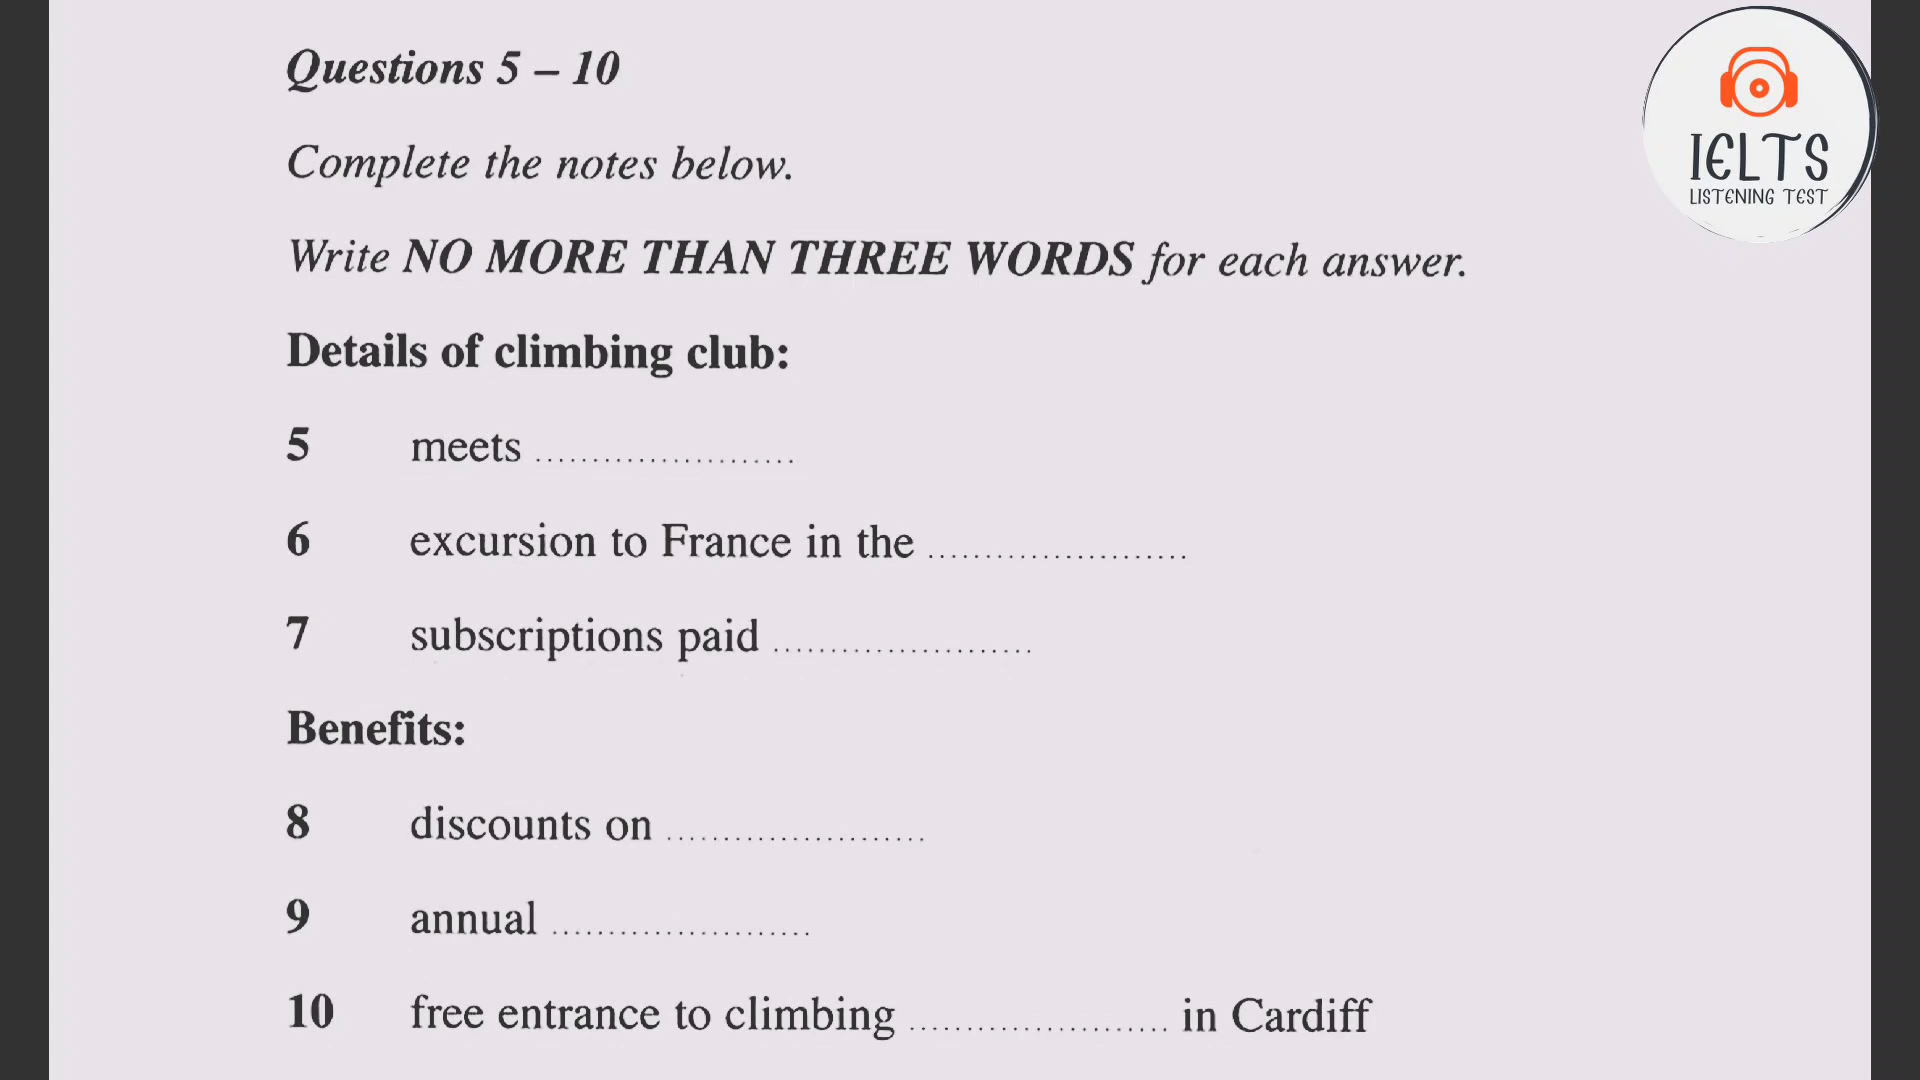 Questions 5 – 10
IELTS
LISTENING TEST
Complete the notes below.
Write NO MORE THAN THREE WORDS for each answer.
Details of climbing club:
5 meets ......................
6 excursion to France in the ......................
7 subscriptions paid ......................
Benefits:
8 discounts on ......................
9 annual ......................
10 free entrance to climbing ...................... in Cardiff